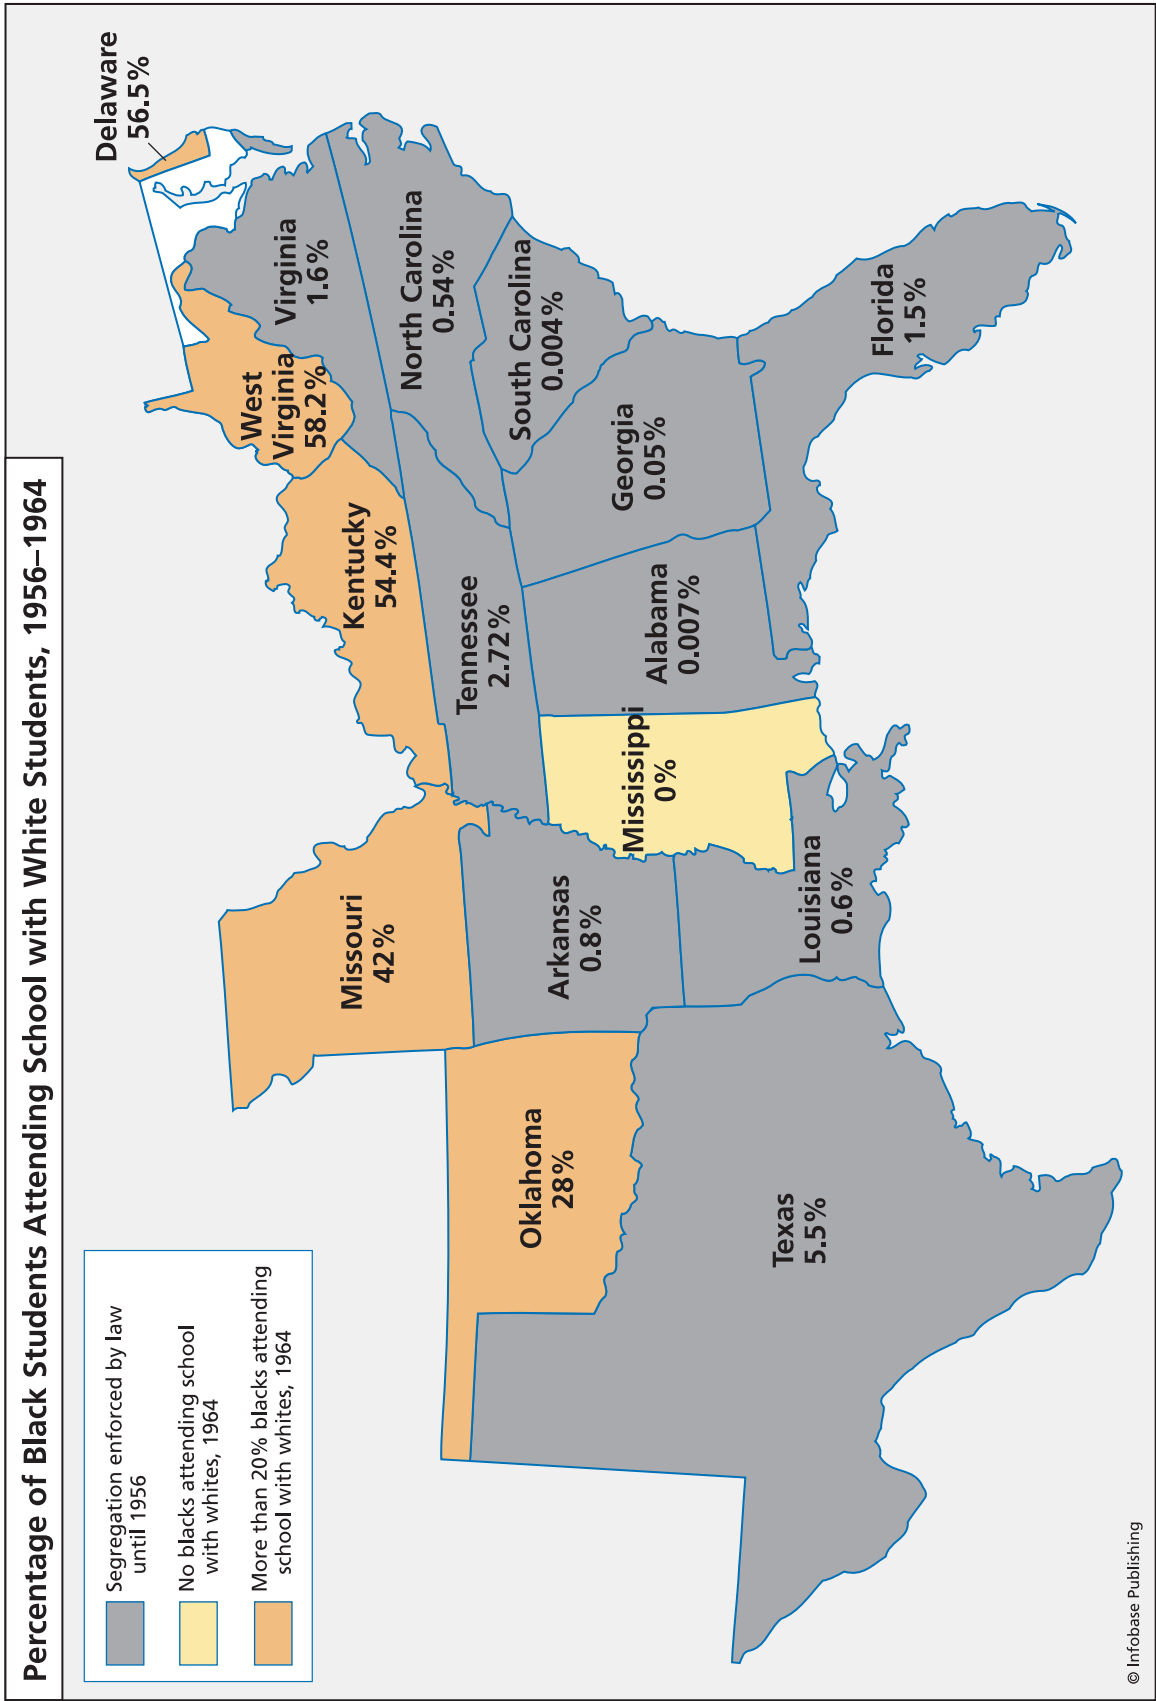 Percentage of Black Students Attending School with White Students, 1956–1964
Segregation enforced by law
until 1956
No blacks attending school
with whites, 1964
More than 20% blacks attending
school with whites, 1964
Delaware
56.5%
West
Virginia
58.2%
Virginia
1.6%
Kentucky
54.4%
North Carolina
0.54%
Missouri
42%
Tennessee
2.72%
South Carolina
0.004%
Oklahoma
28%
Arkansas
0.8%
Mississippi
0%
Alabama
0.007%
Georgia
0.05%
Texas
5.5%
Louisiana
0.6%
Florida
1.5%
© Infobase Publishing